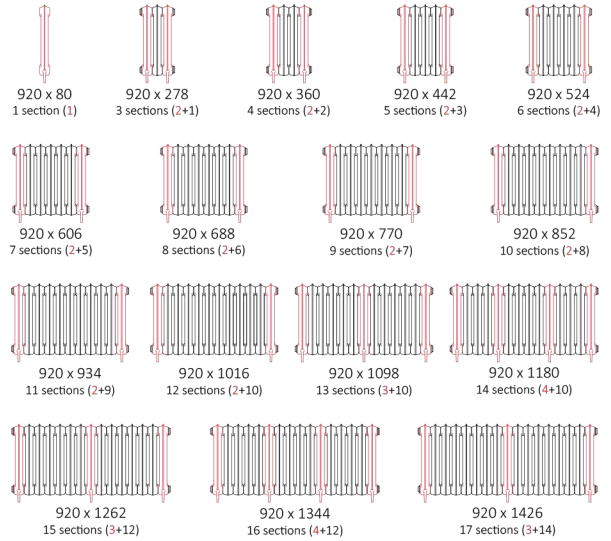 920 x 80
1 section (1)
920 x 278
3 sections (2+1)
920 x 360
4 sections (2+2)
920 x 442
5 sections (2+3)
920 x 524
6 sections (2+4)
920 x 606
7 sections (2+5)
920 x 688
8 sections (2+6)
920 x 770
9 sections (2+7)
920 x 852
10 sections (2+8)
920 x 934
11 sections (2+9)
920 x 1016
12 sections (2+10)
920 x 1098
13 sections (3+10)
920 x 1180
14 sections (4+10)
920 x 1262
15 sections (3+12)
920 x 1344
16 sections (4+12)
920 x 1426
17 sections (3+14)